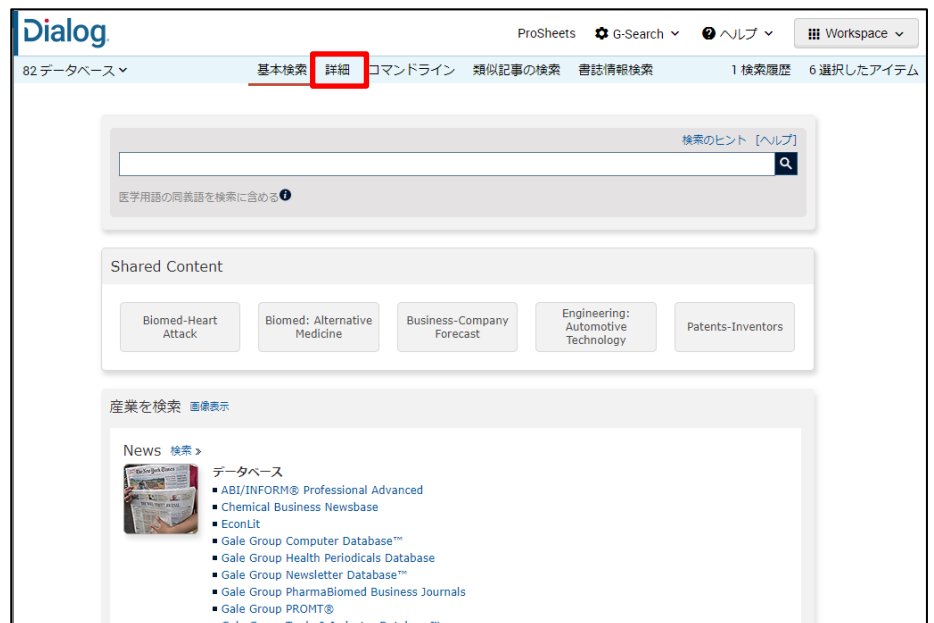 Dialog
ProSheets G-Search ヘルプ Workspace
82 データベース 基本検索 詳細 コマンドライン 類似記事の検索 書誌情報検索 1 検索履歴 6 選択したアイテム
検索のヒント [ヘルプ]
医学用語の同義語を検索に含める
Shared Content
Biomed-Heart Attack
Biomed: Alternative Medicine
Business-Company Forecast
Engineering: Automotive Technology
Patents-Inventors
産業を検索 画像表示
News 検索 »
データベース
ABI/INFORM® Professional Advanced
Chemical Business Newsbase
EconLit
Gale Group Computer Database™
Gale Group Health Periodicals Database
Gale Group Newsletter Database™
Gale Group PharmaBiomed Business Journals
Gale Group PROMT®